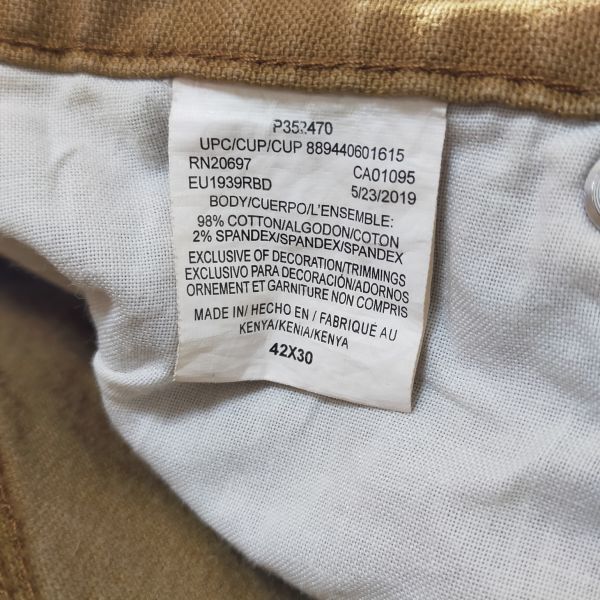 P352470
UPC/CUP/CUP 889440601615
RN20697 CA01095
EU1939RBD 5/23/2019
BODY/CUERPO/L'ENSEMBLE:
98% COTTON/ALGODON/COTON
2% SPANDEX/SPANDEX/SPANDEX
EXCLUSIVE OF DECORATION/TRIMMINGS
EXCLUSIVO PARA DECORACIÓN/ADORNOS
ORNEMENT ET GARNITURE NON COMPRIS
MADE IN/ HECHO EN / FABRIQUE AU
KENYA/KENIA/KENYA
42X30